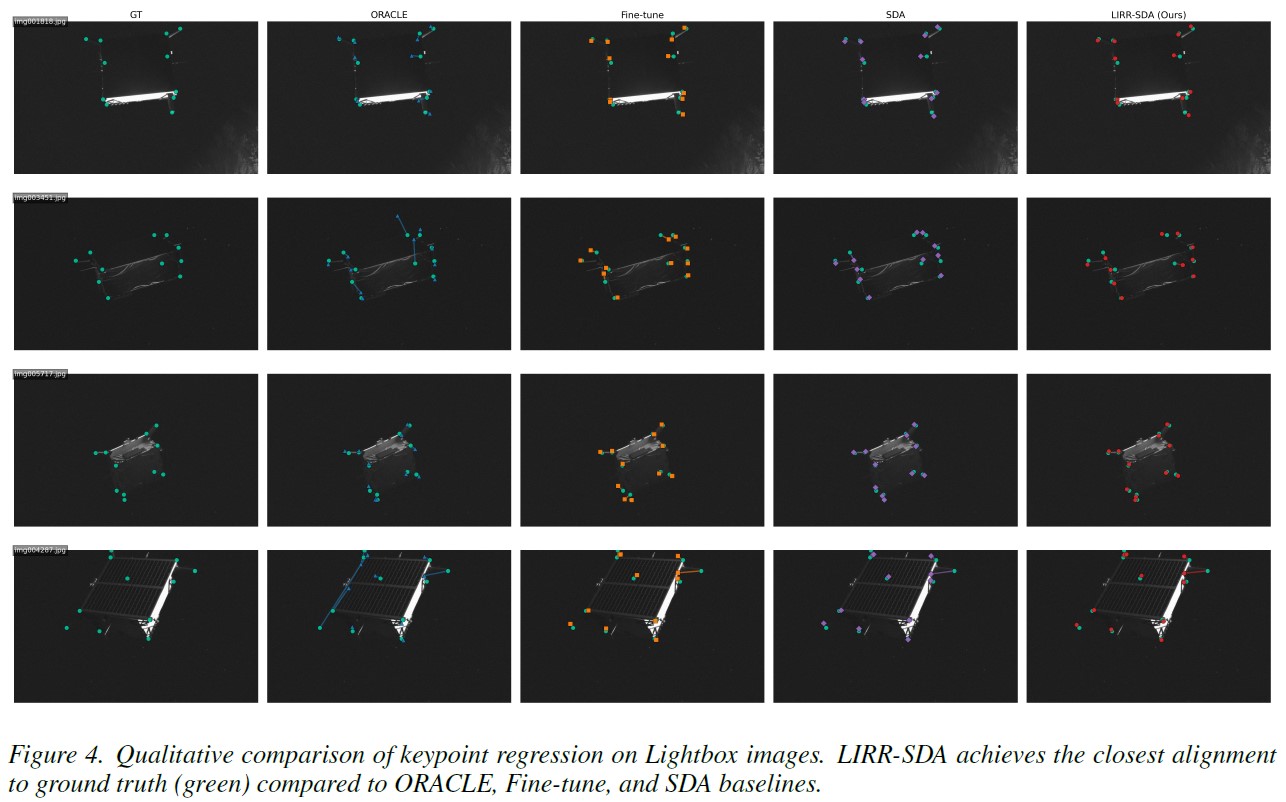 GT ORACLE Fine-tune SDA LIRR-SDA (Ours)
img001818.jpg
img003451.jpg
img005717.jpg
img004287.jpg
Figure 4. Qualitative comparison of keypoint regression on Lightbox images. LIRR-SDA achieves the closest alignment
to ground truth (green) compared to ORACLE, Fine-tune, and SDA baselines.